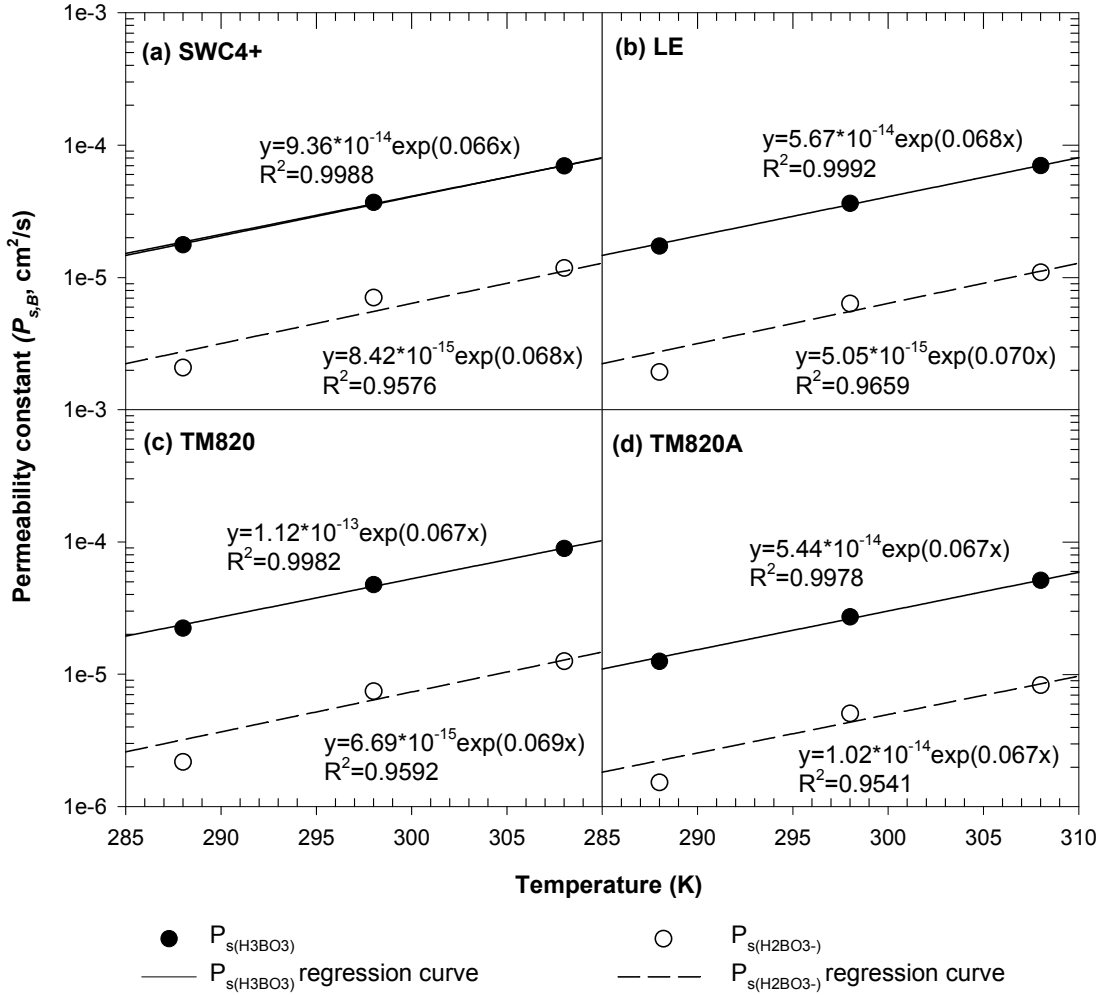 1e-3
(a) SWC4+
(b) LE
1e-4
y=9.36*10^-14exp(0.066x)
R^2=0.9988
y=5.67*10^-14exp(0.068x)
R^2=0.9992
1e-5
y=8.42*10^-15exp(0.068x)
R^2=0.9576
y=5.05*10^-15exp(0.070x)
R^2=0.9659
1e-3
Permeability constant (P_s,B, cm^2/s)
(c) TM820
(d) TM820A
1e-4
y=1.12*10^-13exp(0.067x)
R^2=0.9982
y=5.44*10^-14exp(0.067x)
R^2=0.9978
1e-5
y=6.69*10^-15exp(0.069x)
R^2=0.9592
y=1.02*10^-14exp(0.067x)
R^2=0.9541
1e-6
285 290 295 300 305 285 290 295 300 305 310
Temperature (K)
P_s(H3BO3)
P_s(H2BO3-)
P_s(H3BO3) regression curve
P_s(H2BO3-) regression curve